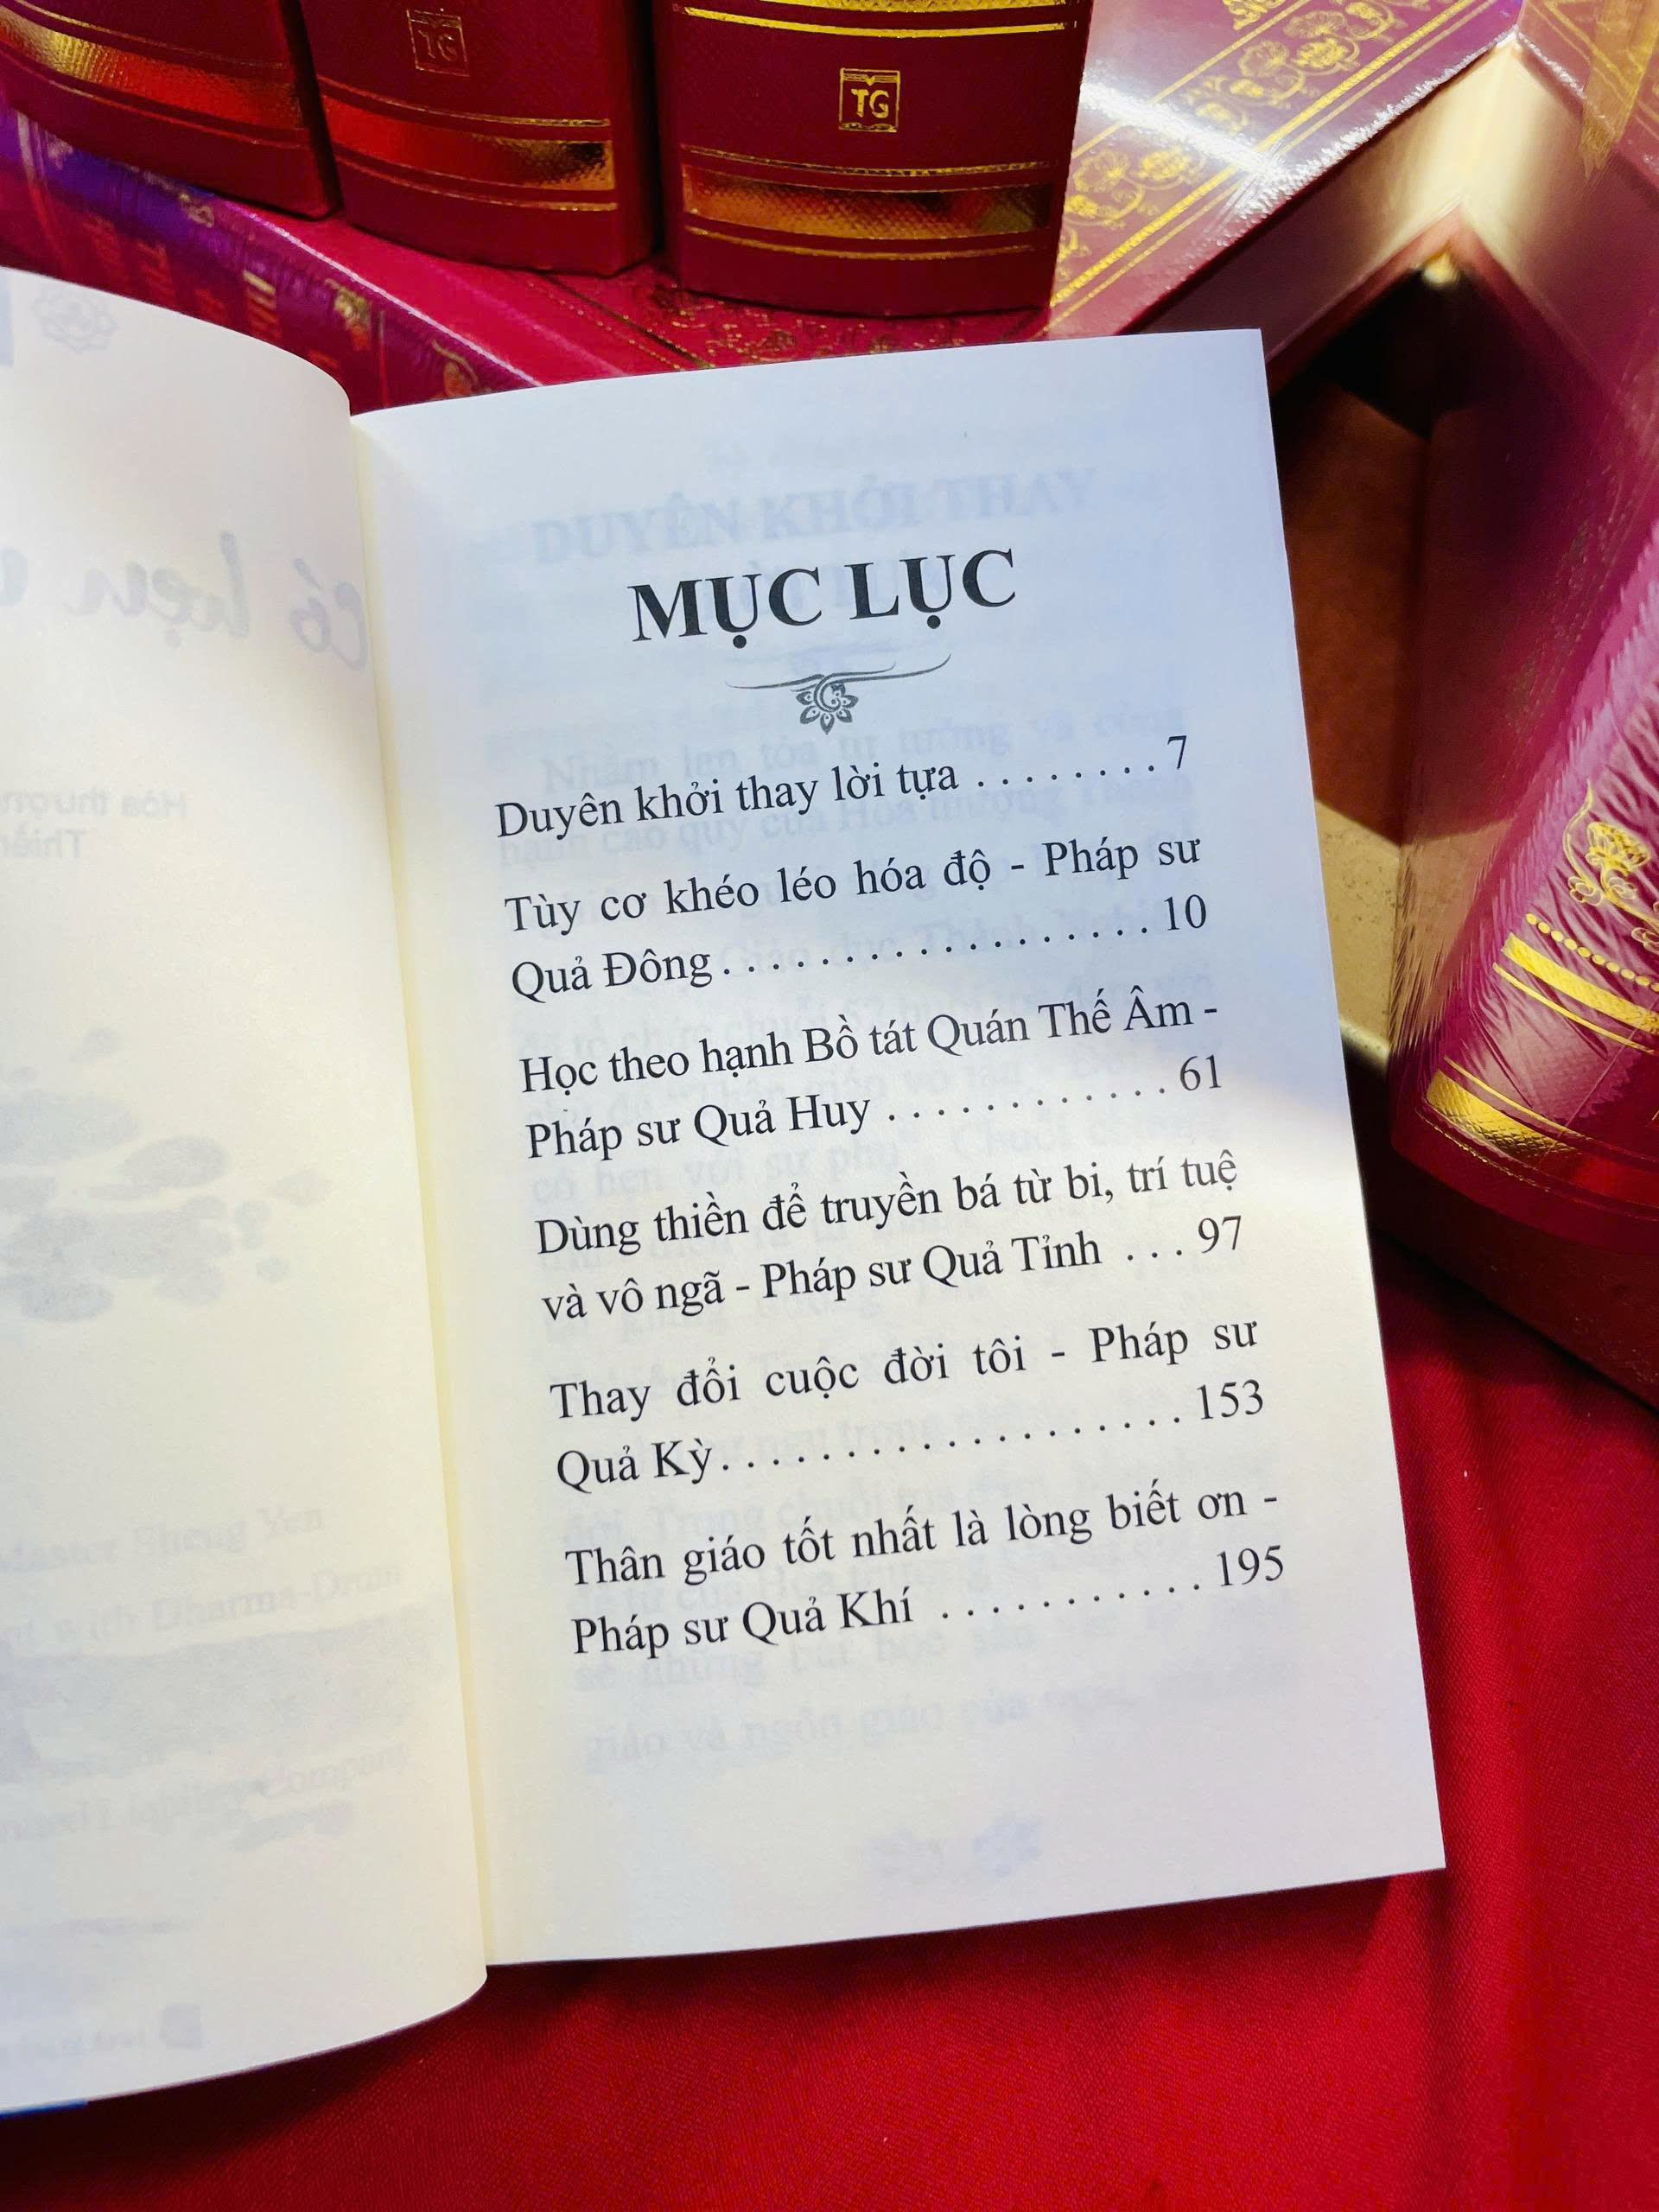 TG
TG
MỤC LỤC
Duyên khởi thay lời tựa . . . . . . . . 7
Tùy cơ khéo léo hóa độ - Pháp sư
Quả Đông . . . . . . . . . . . . . . . . . . 10
Học theo hạnh Bồ tát Quán Thế Âm -
Pháp sư Quả Huy . . . . . . . . . . . . 61
Dùng thiền để truyền bá từ bi, trí tuệ
và vô ngã - Pháp sư Quả Tỉnh . . . 97
Thay đổi cuộc đời tôi - Pháp sư
Quả Kỳ . . . . . . . . . . . . . . . . . . . 153
Thân giáo tốt nhất là lòng biết ơn -
Pháp sư Quả Khí . . . . . . . . . . . 195